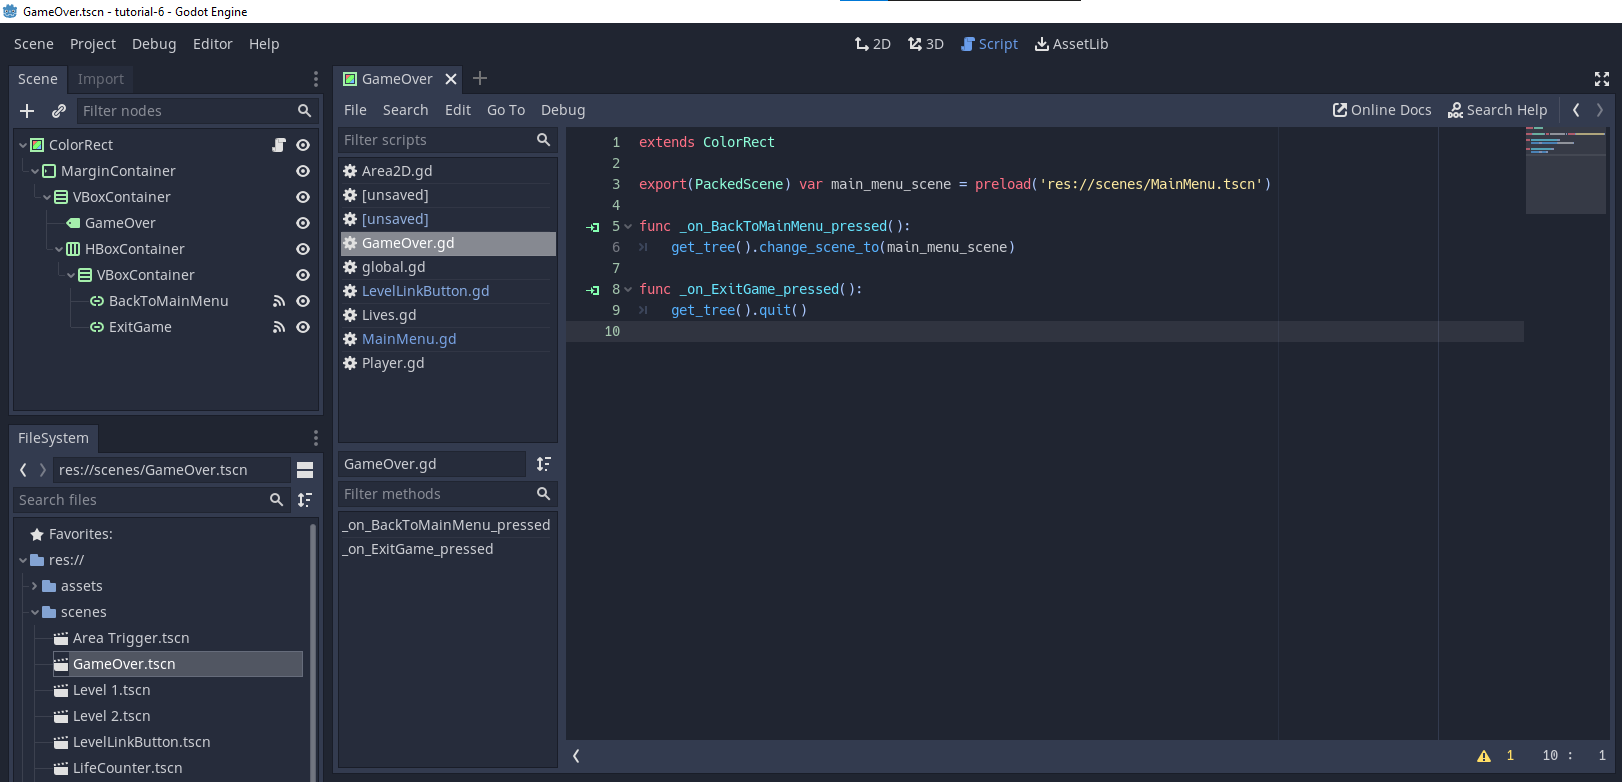 GameOver.tscn - tutorial-6 - Godot Engine
Scene Project Debug Editor Help
2D 3D Script AssetLib
Scene Import
Filter nodes
ColorRect
MarginContainer
VBoxContainer
GameOver
HBoxContainer
VBoxContainer
BackToMainMenu
ExitGame
FileSystem
res://scenes/GameOver.tscn
Search files
Favorites:
res://
assets
scenes
Area Trigger.tscn
GameOver.tscn
Level 1.tscn
Level 2.tscn
LevelLinkButton.tscn
LifeCounter.tscn
GameOver
File Search Edit Go To Debug
Online Docs DOC Search Help
Filter scripts
Area2D.gd
[unsaved]
[unsaved]
GameOver.gd
global.gd
LevelLinkButton.gd
Lives.gd
MainMenu.gd
Player.gd
GameOver.gd
Filter methods
_on_BackToMainMenu_pressed
_on_ExitGame_pressed
1 extends ColorRect
2
3 export(PackedScene) var main_menu_scene = preload('res://scenes/MainMenu.tscn')
4
5 func _on_BackToMainMenu_pressed():
6 get_tree().change_scene_to(main_menu_scene)
7
8 func _on_ExitGame_pressed():
9 get_tree().quit()
10
1 10 : 1